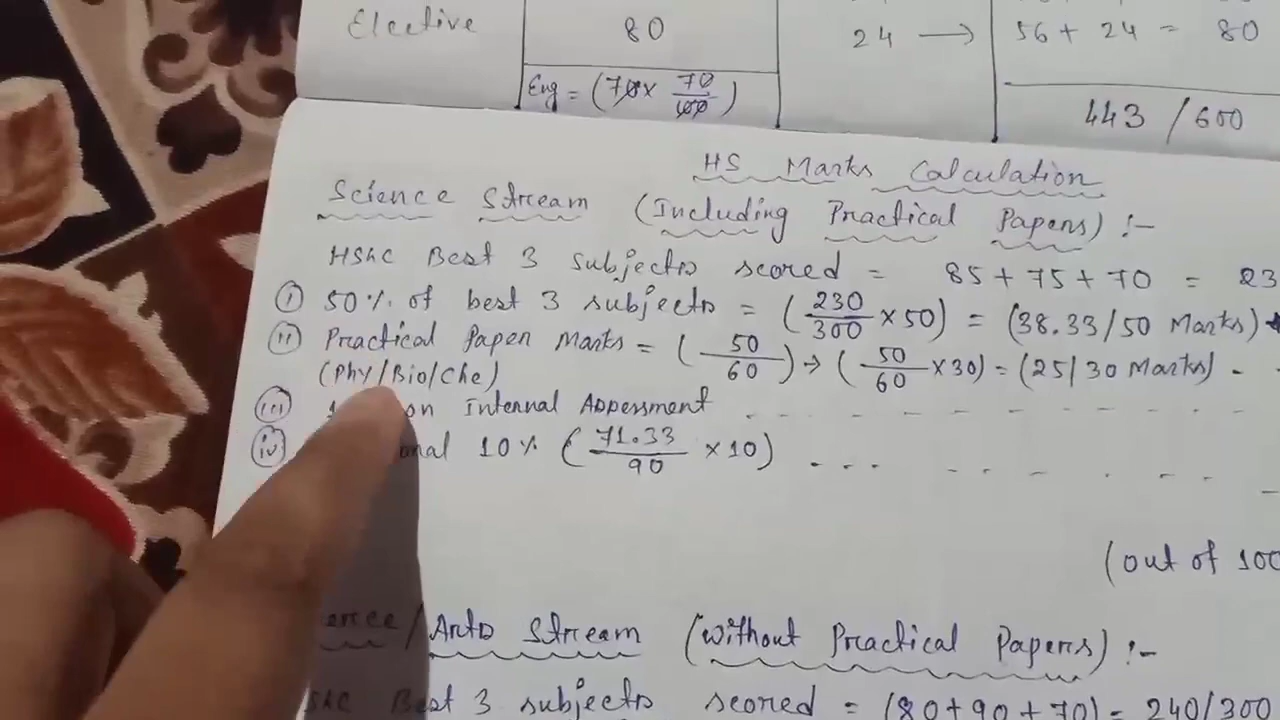 Elective 80 24 → 56 + 24 = 80
Eng = (70 × 70/100)
443 / 600
HS Marks Calculation
Science Stream (Including Practical Papers) :-
HSLC Best 3 subjects scored = 85 + 75 + 70 = 23
(i) 50% of best 3 subjects = (230/300 × 50) = (38.33/50 Marks)
(ii) Practical Paper Marks = (50/60) → (50/60 × 30) = (25/30 Marks) - -
(Phy/Bio/Che)
(iii) on Internal Assessment - - - - - - - - - -
(iv) nal 10% (71.33/90 × 10) - - - - - - - -
(out of 100
/Arts Stream (Without Practical Papers) :-
Best 3 subjects scored = (80+90+70) = 240/300